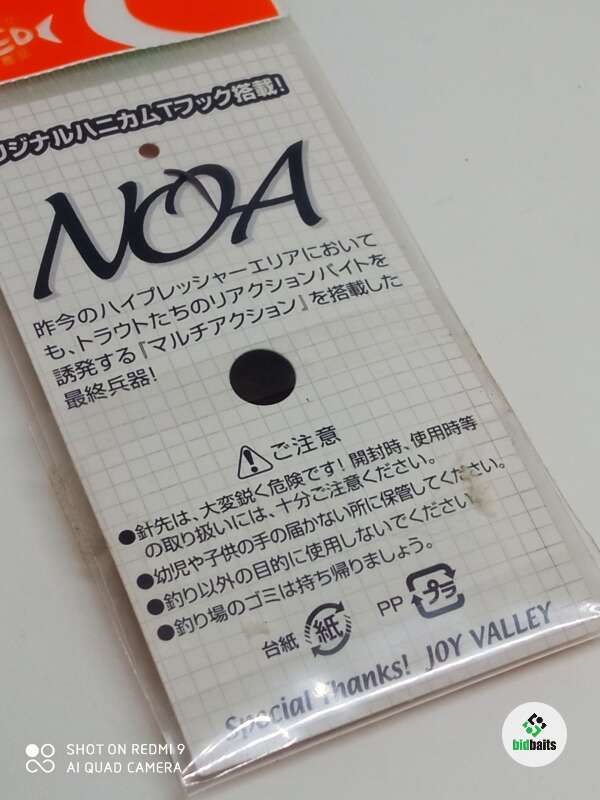 リジナルハニカムTフック搭載!
NOA
昨今のハイプレッシャーエリアにおいて
も、トラウトたちのリアクションバイトを
誘発する『マルチアクション』を搭載した
最終兵器!
ご注意
●針先は、大変鋭く危険です! 開封時、使用時等
の取り扱いには、十分ご注意ください。
●幼児や子供の手の届かない所に保管してください。
●釣り以外の目的に使用しないでください
●釣り場のゴミは持ち帰りましょう。
台紙 紙 PP プラ
Special Thanks! JOY VALLEY
SHOT ON REDMI 9
AI QUAD CAMERA
bidbaits